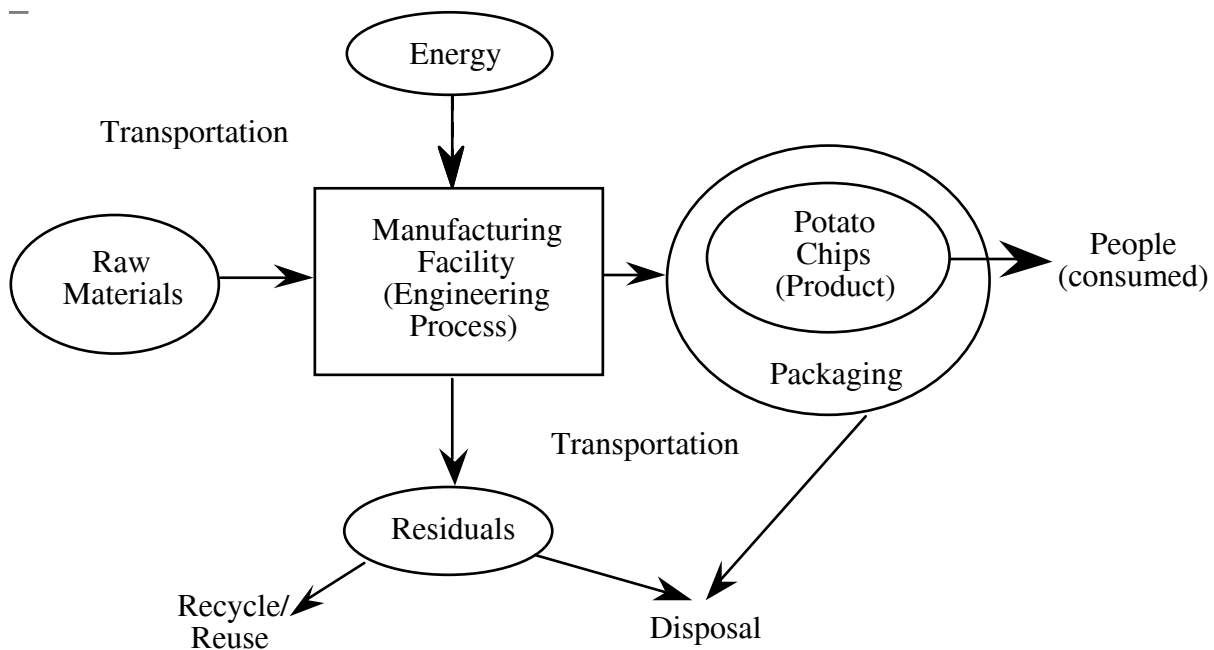 Energy
Transportation
Raw
Materials
Manufacturing
Facility
(Engineering
Process)
Potato
Chips
(Product)
Packaging
People
(consumed)
Transportation
Residuals
Recycle/
Reuse
Disposal